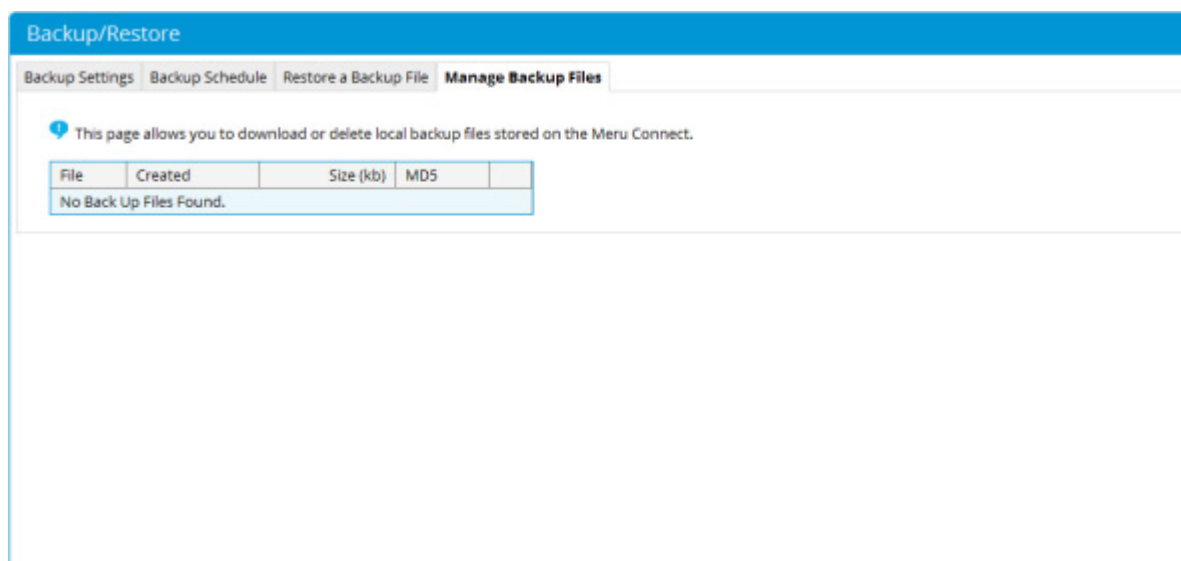 Backup/Restore
Backup Settings Backup Schedule Restore a Backup File Manage Backup Files
This page allows you to download or delete local backup files stored on the Meru Connect.
File Created Size (kb) MD5
No Back Up Files Found.